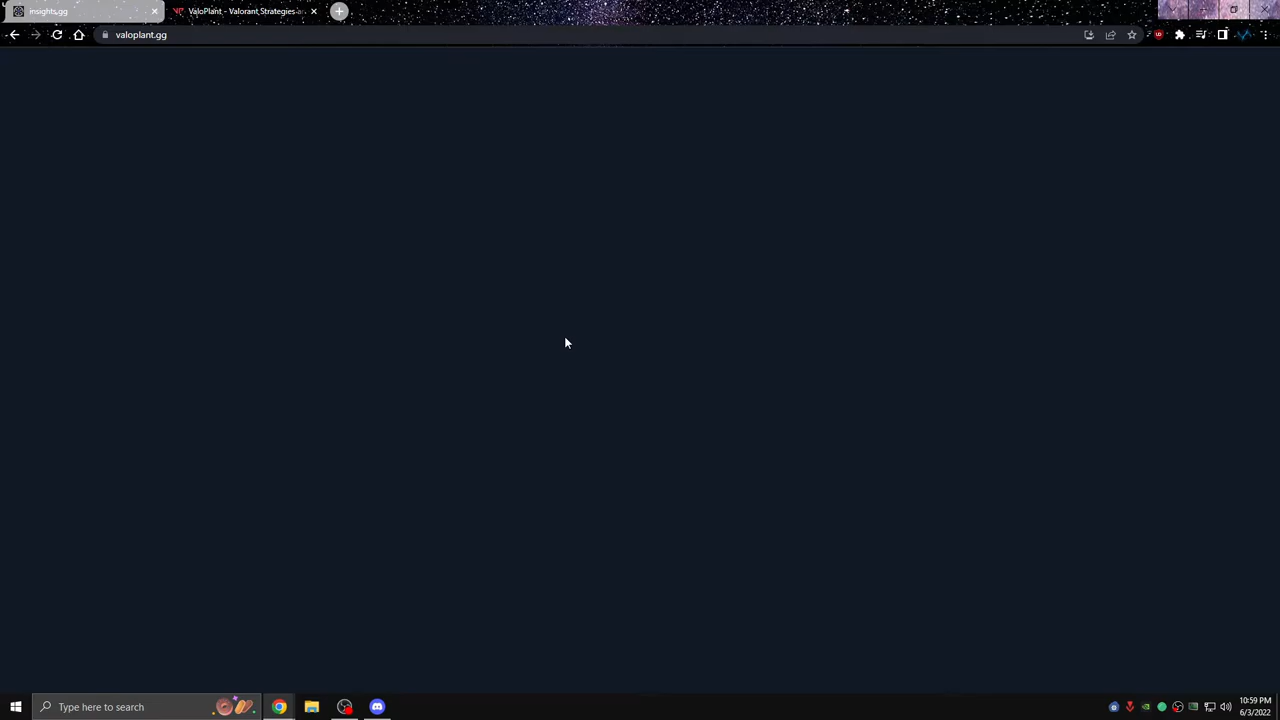 insights.gg
ValoPlant - Valorant Strategies a
valoplant.gg
Type here to search
10:59 PM
6/3/2022